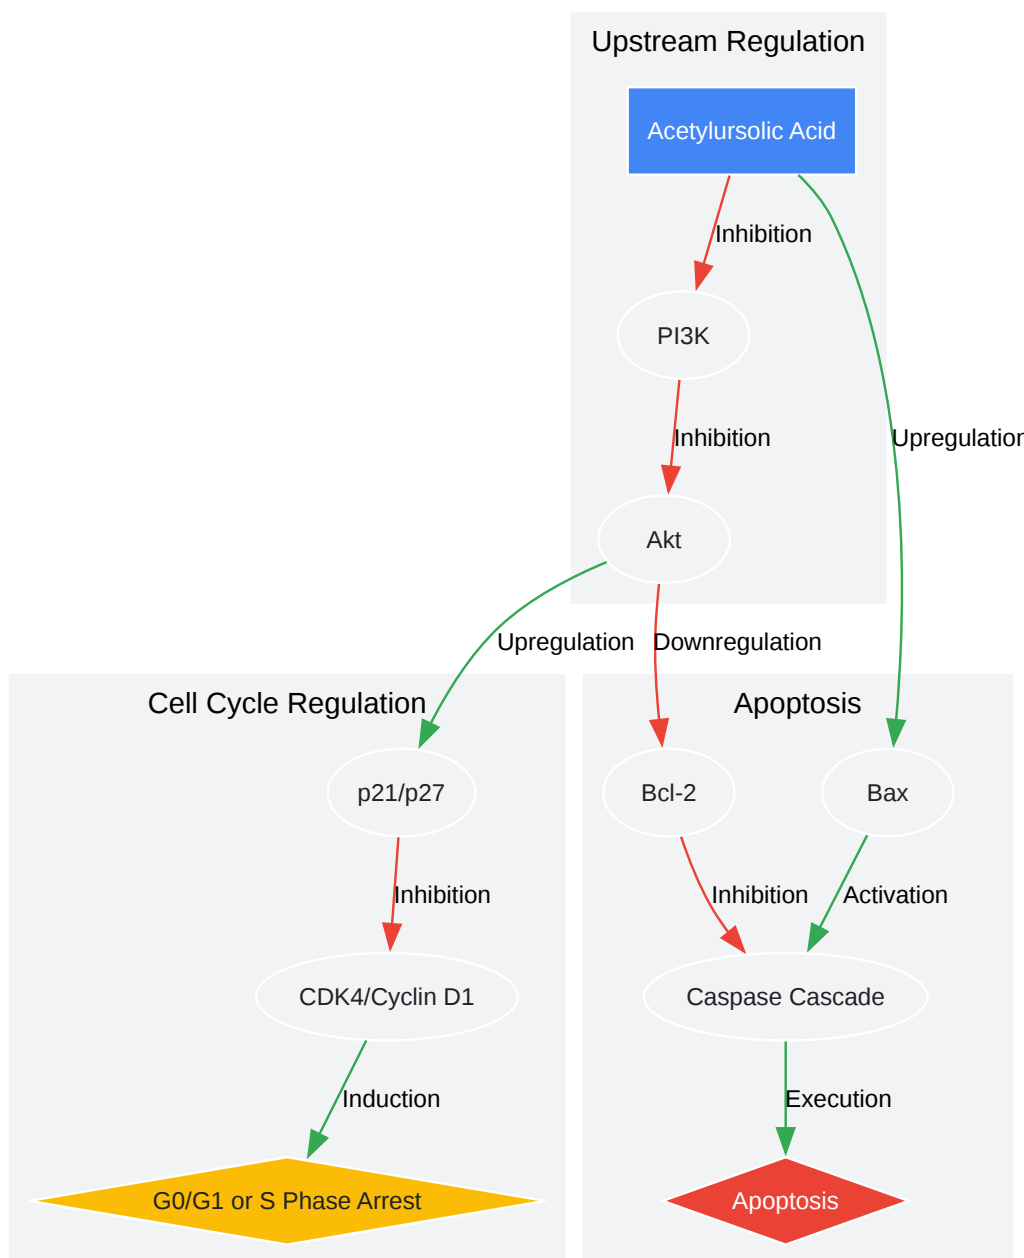 Upstream Regulation
Acetylursolic Acid
Inhibition
PI3K
Inhibition
Upregulation
Akt
Upregulation
Downregulation
Cell Cycle Regulation
Apoptosis
p21/p27
Bcl-2
Bax
Inhibition
Inhibition
Activation
CDK4/Cyclin D1
Caspase Cascade
Induction
Execution
G0/G1 or S Phase Arrest
Apoptosis